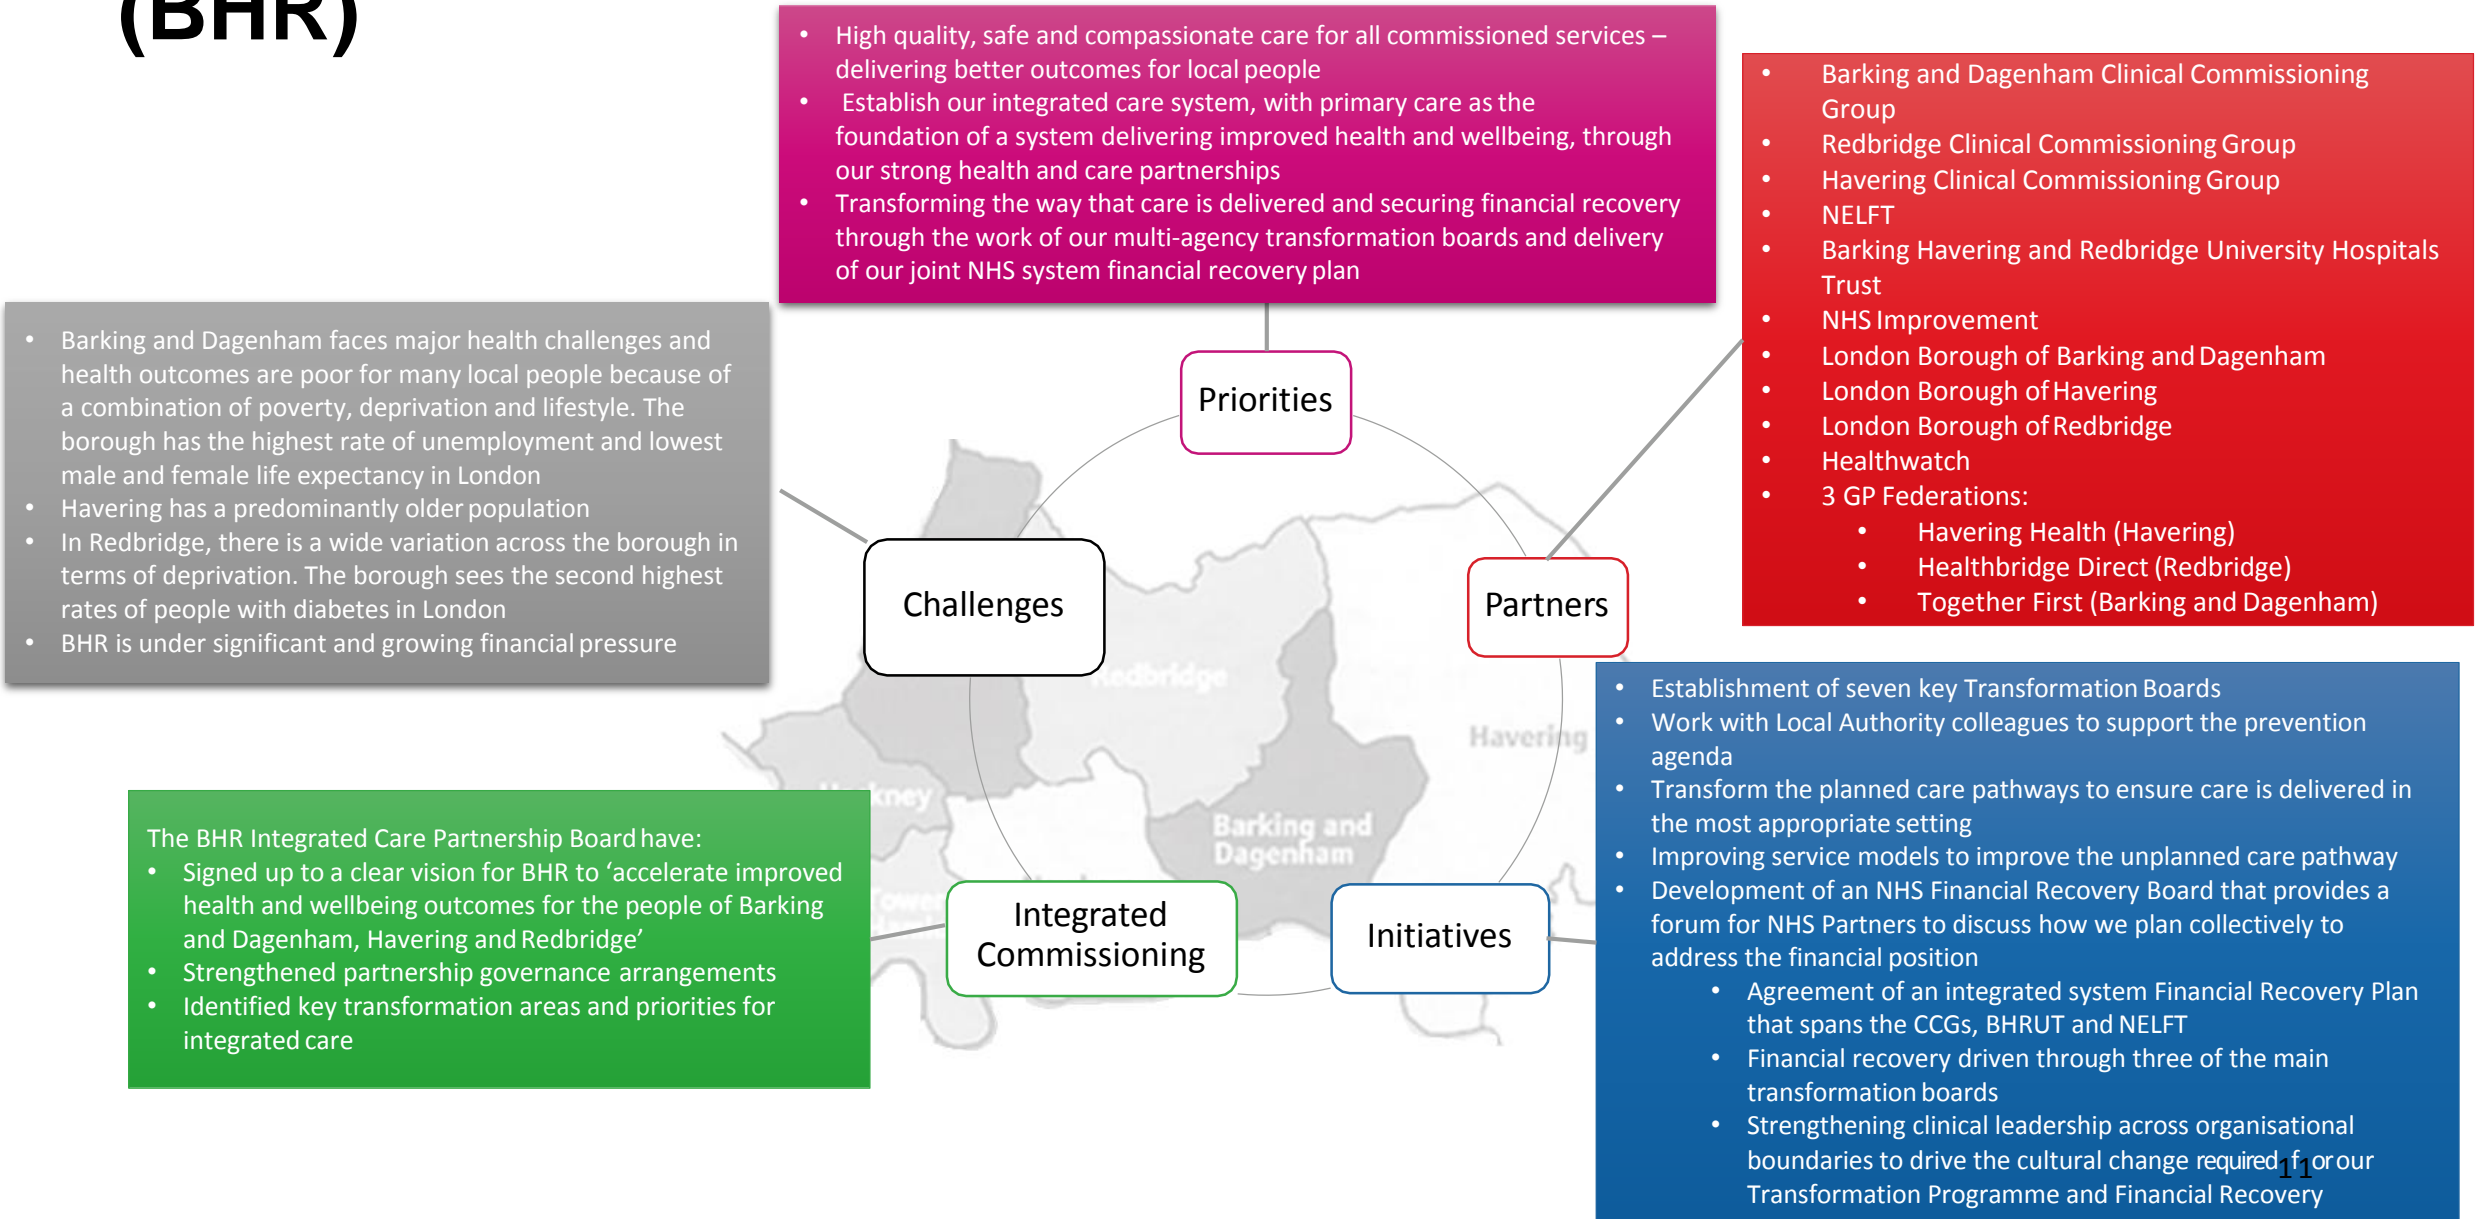 (BHR)
• High quality, safe and compassionate care for all commissioned services –
delivering better outcomes for local people
• Establish our integrated care system, with primary care as the
foundation of a system delivering improved health and wellbeing, through
our strong health and care partnerships
• Transforming the way that care is delivered and securing financial recovery
through the work of our multi-agency transformation boards and delivery
of our joint NHS system financial recovery plan
• Barking and Dagenham Clinical Commissioning
Group
• Redbridge Clinical Commissioning Group
• Havering Clinical Commissioning Group
• NELFT
• Barking Havering and Redbridge University Hospitals
Trust
• NHS Improvement
• London Borough of Barking and Dagenham
• London Borough of Havering
• London Borough of Redbridge
• Healthwatch
• 3 GP Federations:
• Havering Health (Havering)
• Healthbridge Direct (Redbridge)
• Together First (Barking and Dagenham)
• Barking and Dagenham faces major health challenges and
health outcomes are poor for many local people because of
a combination of poverty, deprivation and lifestyle. The
borough has the highest rate of unemployment and lowest
male and female life expectancy in London
• Havering has a predominantly older population
• In Redbridge, there is a wide variation across the borough in
terms of deprivation. The borough sees the second highest
rates of people with diabetes in London
• BHR is under significant and growing financial pressure
Priorities
Challenges
Partners
Redbridge
Havering
Barking and
Dagenham
Integrated
Commissioning
Initiatives
The BHR Integrated Care Partnership Board have:
• Signed up to a clear vision for BHR to ‘accelerate improved
health and wellbeing outcomes for the people of Barking
and Dagenham, Havering and Redbridge’
• Strengthened partnership governance arrangements
• Identified key transformation areas and priorities for
integrated care
• Establishment of seven key Transformation Boards
• Work with Local Authority colleagues to support the prevention
agenda
• Transform the planned care pathways to ensure care is delivered in
the most appropriate setting
• Improving service models to improve the unplanned care pathway
• Development of an NHS Financial Recovery Board that provides a
forum for NHS Partners to discuss how we plan collectively to
address the financial position
• Agreement of an integrated system Financial Recovery Plan
that spans the CCGs, BHRUT and NELFT
• Financial recovery driven through three of the main
transformation boards
• Strengthening clinical leadership across organisational
boundaries to drive the cultural change required for our
Transformation Programme and Financial Recovery
11